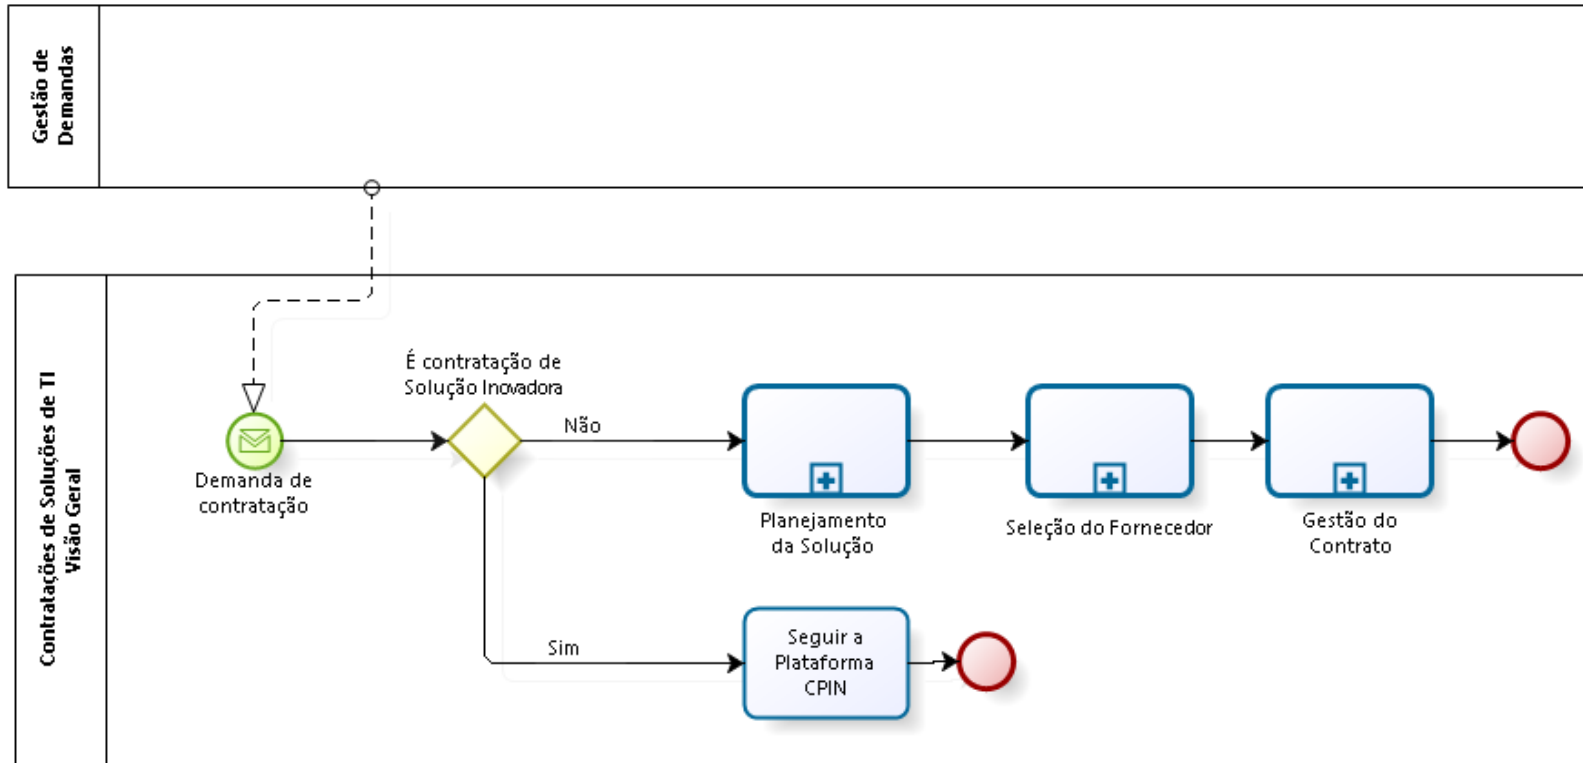 Gestão de
Demandas
Contratações de Soluções de TI
Visão Geral
É contratação de
Solução Inovadora
Não
Demanda de
contratação
Planejamento
da Solução
Seleção do Fornecedor
Gestão do
Contrato
Sim
Seguir a
Plataforma
CPIN